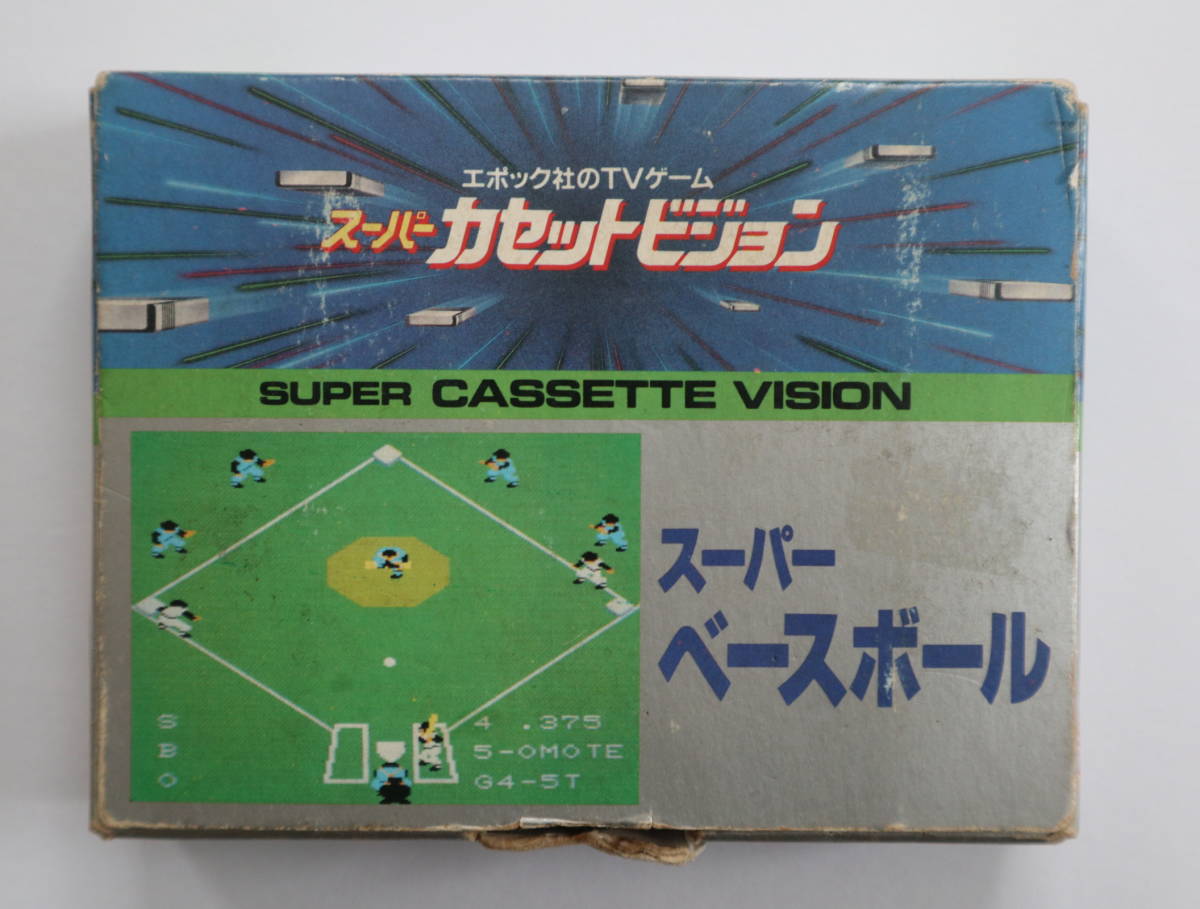 エポック社のTVゲーム
スーパー カセットビジョン
SUPER CASSETTE VISION
スーパー
ベースボール
S 4 .375
B 5-OMOTE
O G4-5T